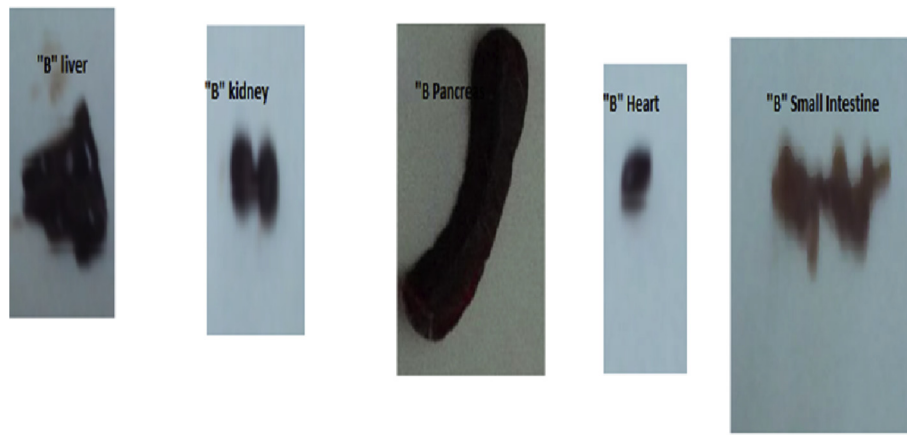 "B" liver
"B" kidney
"B Pancreas
"B" Heart
"B" Small Intestine